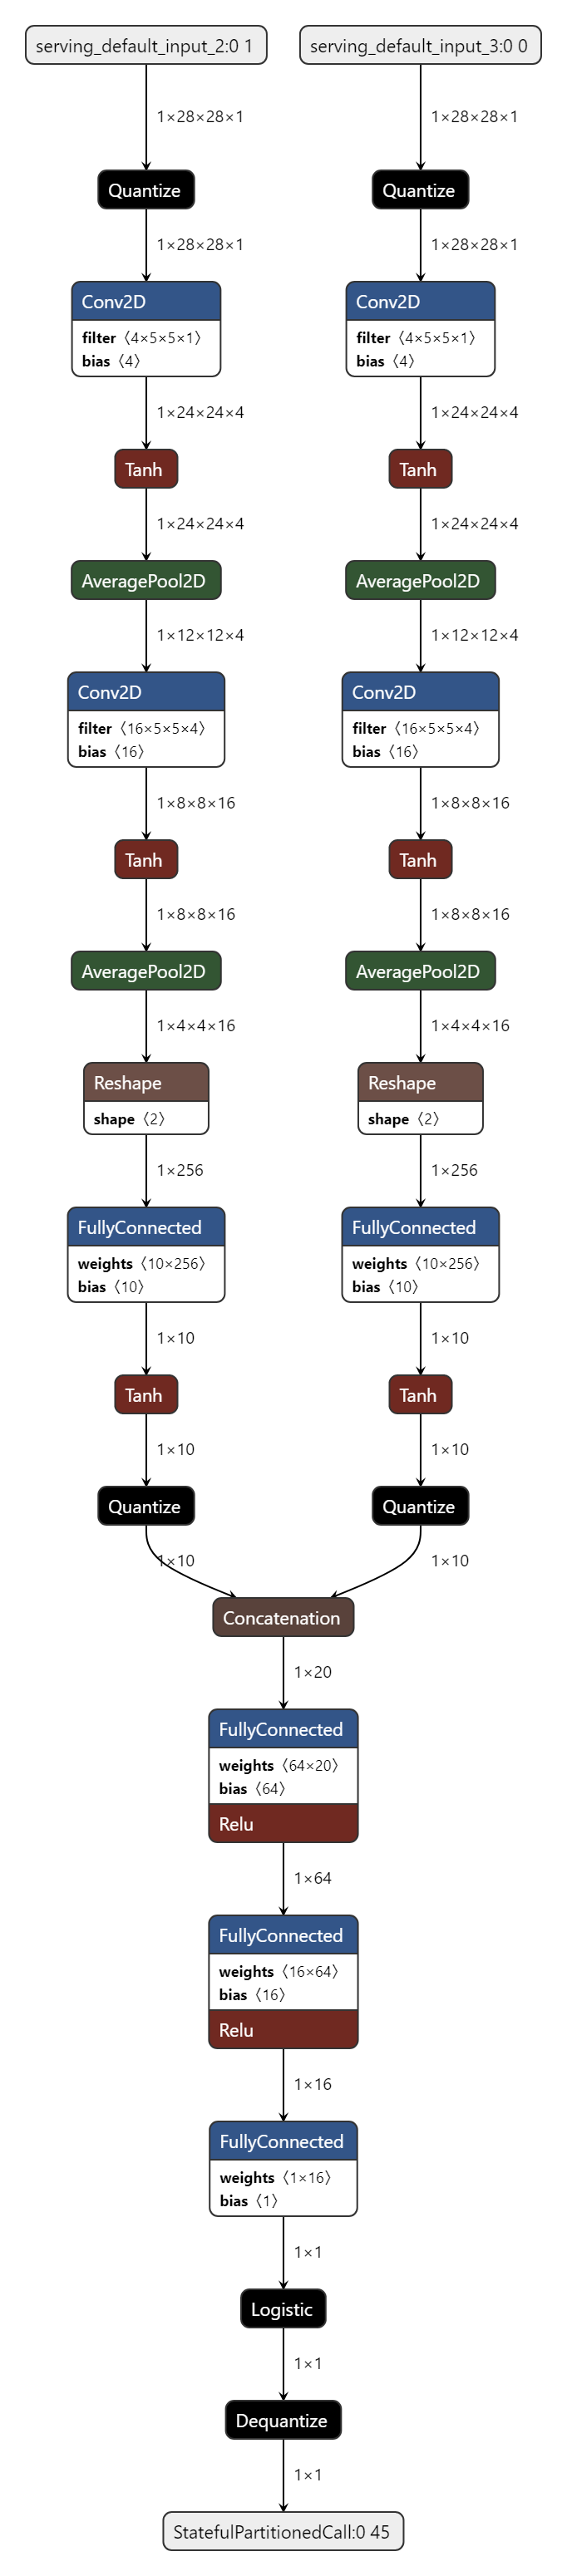 serving_default_input_2:0 1
serving_default_input_3:0 0
1×28×28×1
1×28×28×1
Quantize
Quantize
1×28×28×1
1×28×28×1
Conv2D
filter 〈4×5×5×1〉
bias 〈4〉
Conv2D
filter 〈4×5×5×1〉
bias 〈4〉
1×24×24×4
1×24×24×4
Tanh
Tanh
1×24×24×4
1×24×24×4
AveragePool2D
AveragePool2D
1×12×12×4
1×12×12×4
Conv2D
filter 〈16×5×5×4〉
bias 〈16〉
Conv2D
filter 〈16×5×5×4〉
bias 〈16〉
1×8×8×16
1×8×8×16
Tanh
Tanh
1×8×8×16
1×8×8×16
AveragePool2D
AveragePool2D
1×4×4×16
1×4×4×16
Reshape
shape 〈2〉
Reshape
shape 〈2〉
1×256
1×256
FullyConnected
weights 〈10×256〉
bias 〈10〉
FullyConnected
weights 〈10×256〉
bias 〈10〉
1×10
1×10
Tanh
Tanh
1×10
1×10
Quantize
Quantize
1×10
1×10
Concatenation
1×20
FullyConnected
weights 〈64×20〉
bias 〈64〉
Relu
1×64
FullyConnected
weights 〈16×64〉
bias 〈16〉
Relu
1×16
FullyConnected
weights 〈1×16〉
bias 〈1〉
1×1
Logistic
1×1
Dequantize
1×1
StatefulPartitionedCall:0 45